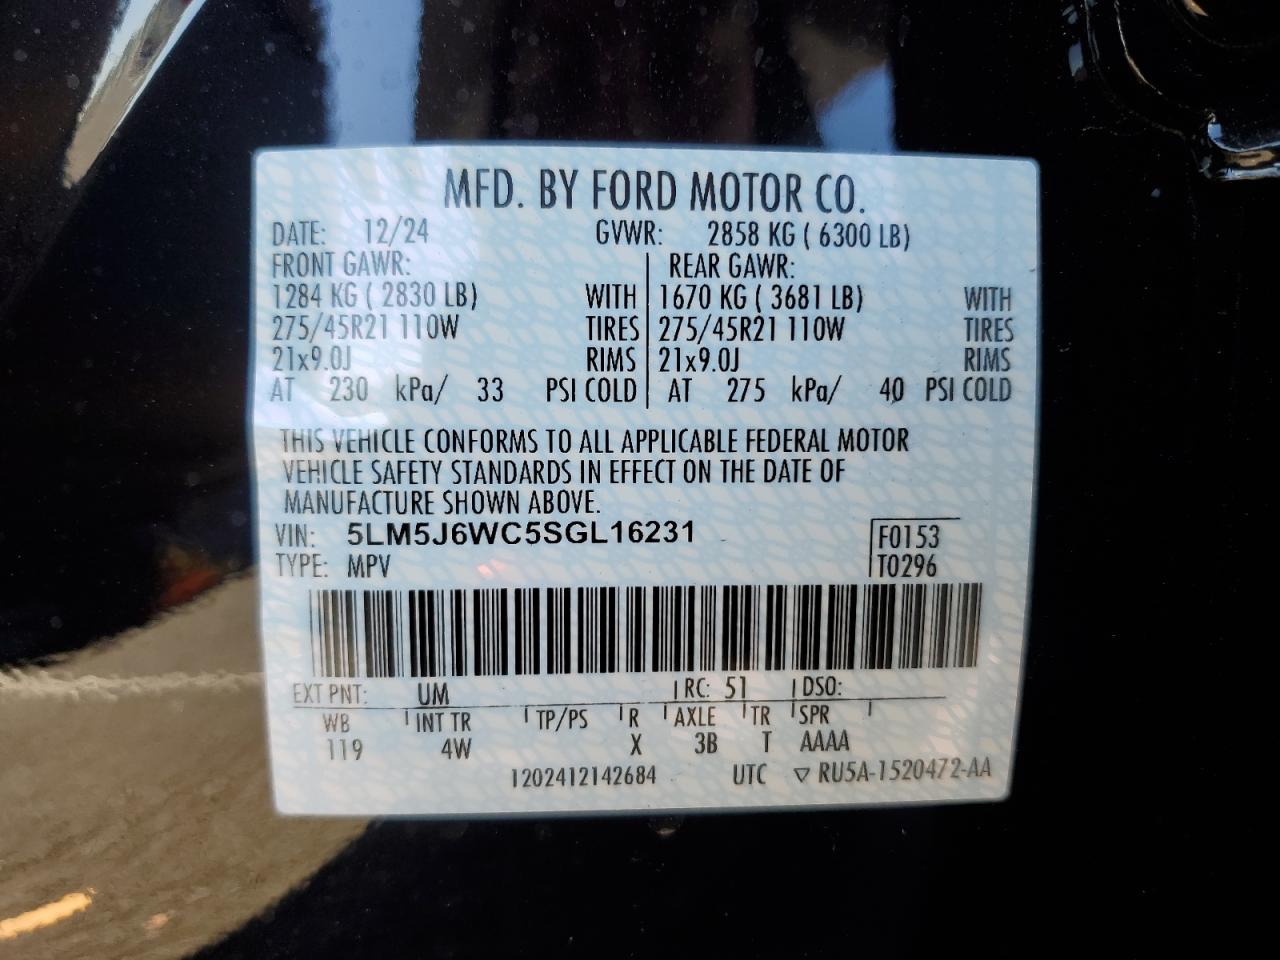 MFD. BY FORD MOTOR CO.
DATE: 12/24 GVWR: 2858 KG ( 6300 LB)
FRONT GAWR: REAR GAWR:
1284 KG ( 2830 LB) WITH 1670 KG ( 3681 LB) WITH
275/45R21 110W TIRES 275/45R21 110W TIRES
21x9.0J RIMS 21x9.0J RIMS
AT 230 kPa/ 33 PSI COLD AT 275 kPa/ 40 PSI COLD
THIS VEHICLE CONFORMS TO ALL APPLICABLE FEDERAL MOTOR
VEHICLE SAFETY STANDARDS IN EFFECT ON THE DATE OF
MANUFACTURE SHOWN ABOVE.
VIN: 5LM5J6WC5SGL16231 F0153
TYPE: MPV T0296
EXT PNT: UM RC: 51 DSO:
WB INT TR TP/PS R AXLE TR SPR
119 4W X 3B T AAAA
1202412142684 UTC ▽ RU5A-1520472-AA